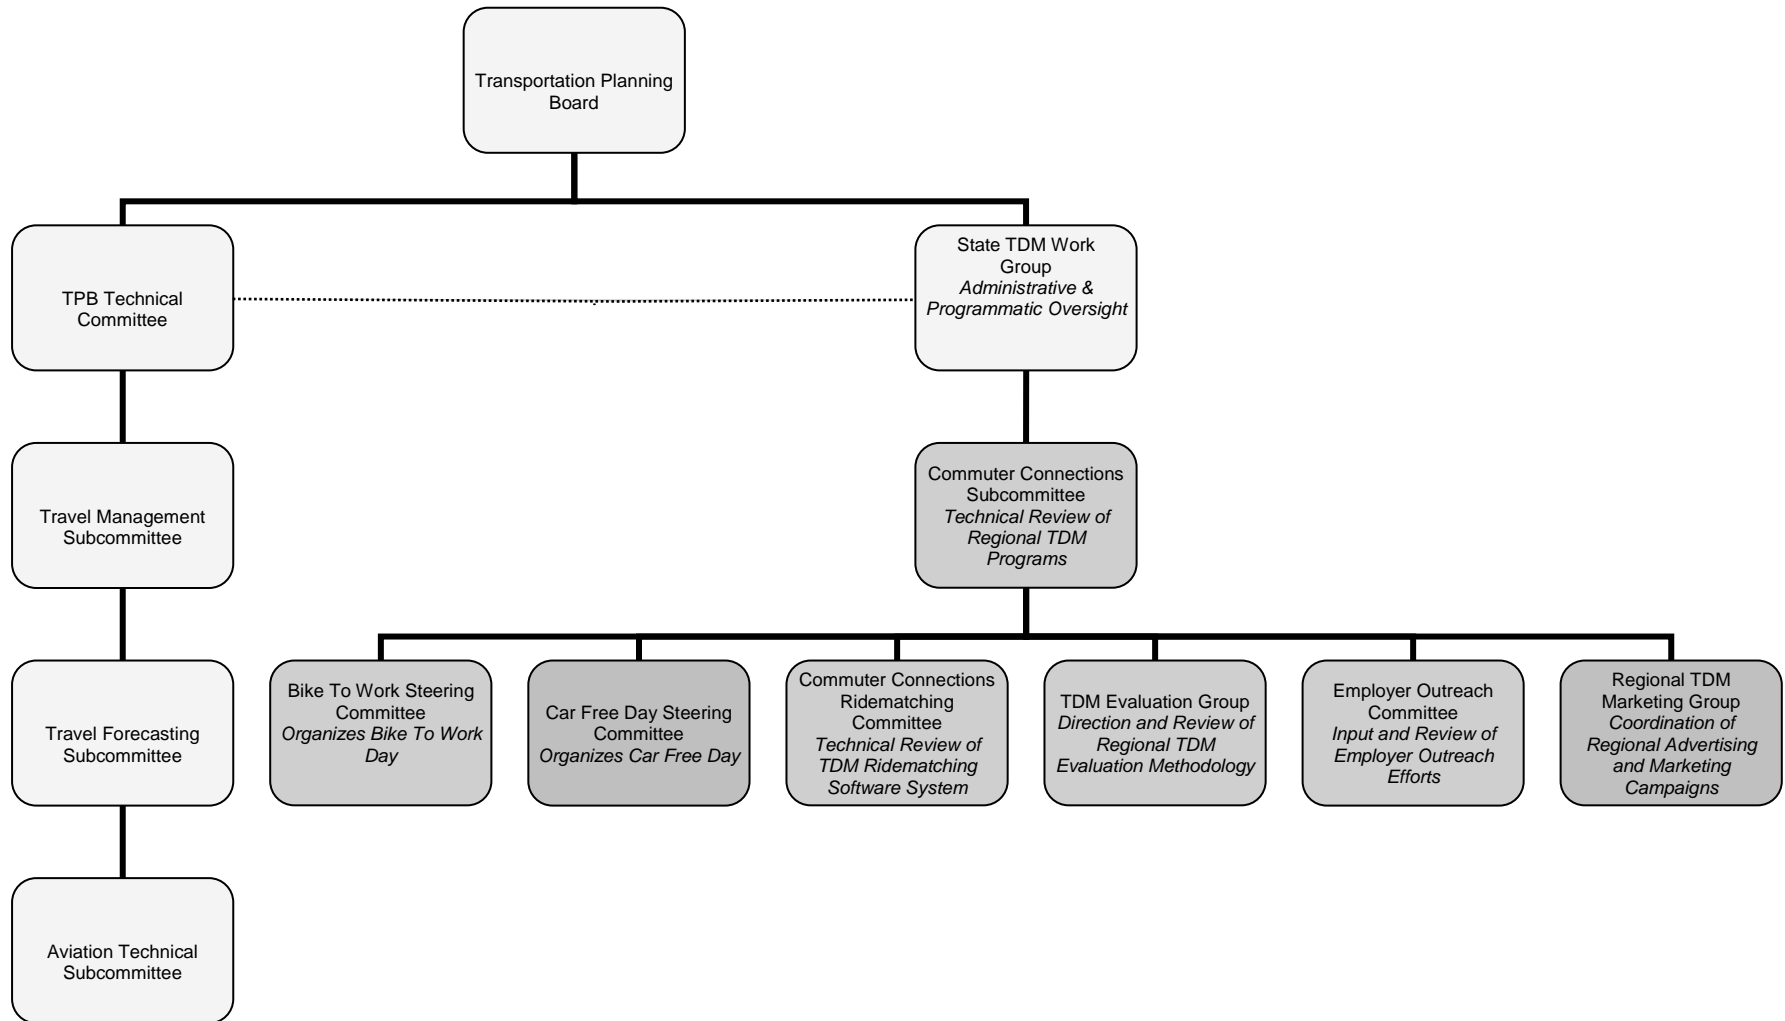 Transportation Planning
Board
TPB Technical
Committee
State TDM Work
Group
Administrative &
Programmatic Oversight
Travel Management
Subcommittee
Commuter Connections
Subcommittee
Technical Review of
Regional TDM
Programs
Travel Forecasting
Subcommittee
Bike To Work Steering
Committee
Organizes Bike To Work
Day
Car Free Day Steering
Committee
Organizes Car Free Day
Commuter Connections
Ridematching
Committee
Technical Review of
TDM Ridematching
Software System
TDM Evaluation Group
Direction and Review of
Regional TDM
Evaluation Methodology
Employer Outreach
Committee
Input and Review of
Employer Outreach
Efforts
Regional TDM
Marketing Group
Coordination of
Regional Advertising
and Marketing
Campaigns
Aviation Technical
Subcommittee